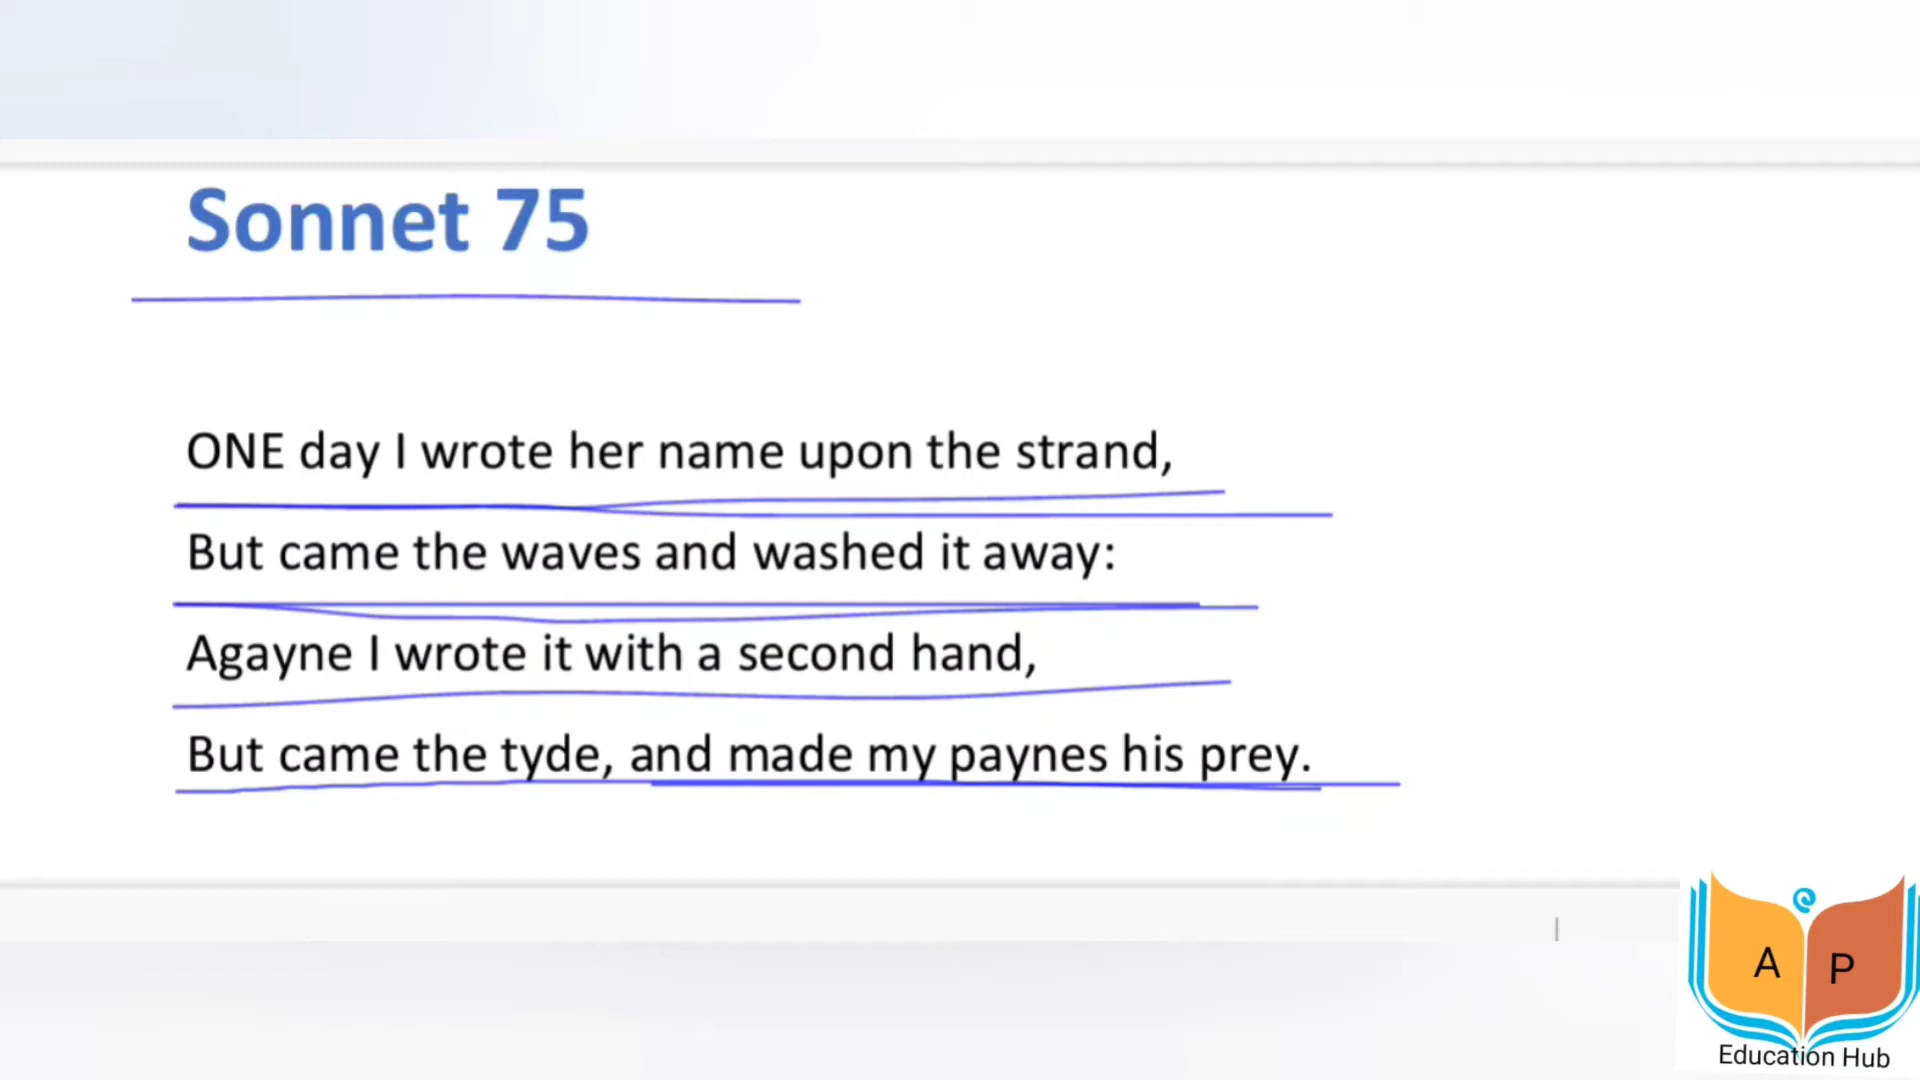 Sonnet 75
ONE day I wrote her name upon the strand,
But came the waves and washed it away:
Agayne I wrote it with a second hand,
But came the tyde, and made my paynes his prey.
A P
Education Hub